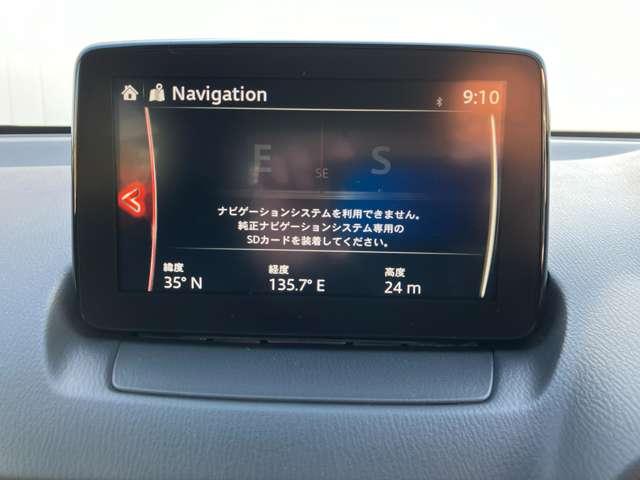 Navigation
9:10
E
SE
S
ナビゲーションシステムを利用できません。
純正ナビゲーションシステム専用の
SDカードを装着してください。
緯度 経度 高度
35° N 135.7° E 24 m